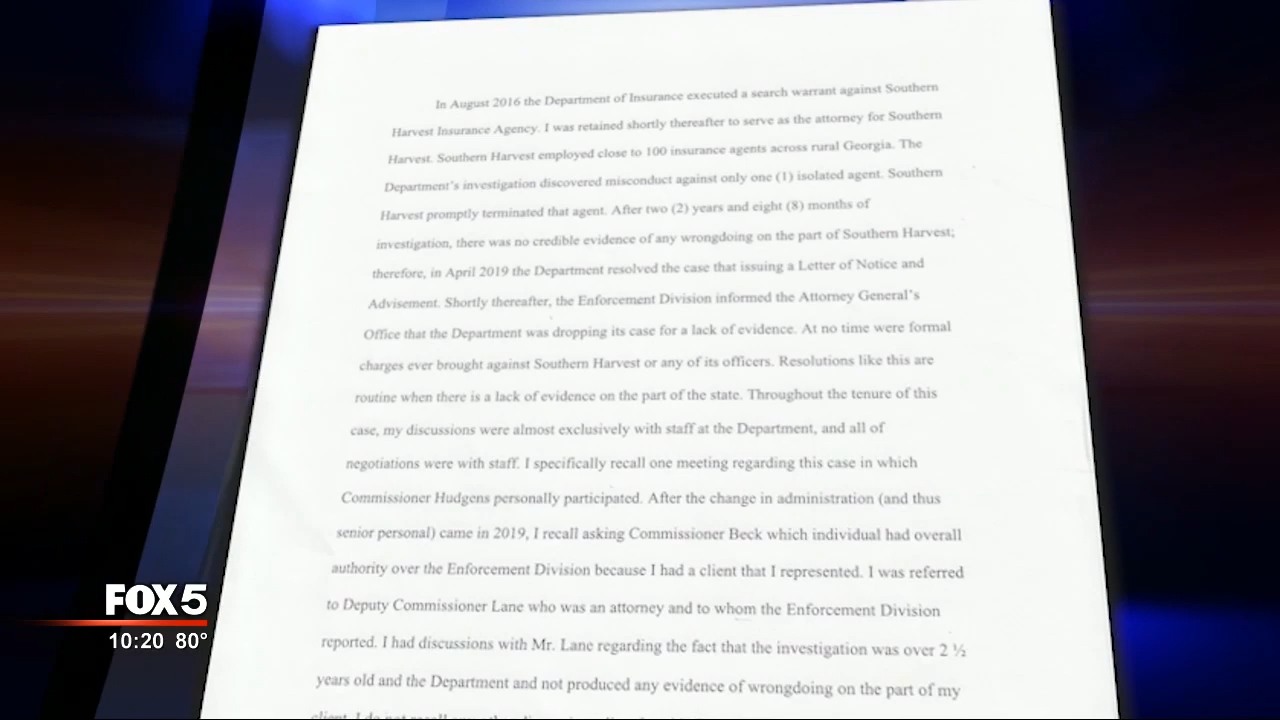 In August 2016 the Department of Insurance executed a search warrant against Southern
Harvest Insurance Agency. I was retained shortly thereafter to serve as the attorney for Southern
Harvest. Southern Harvest employed close to 100 insurance agents across rural Georgia. The
Department's investigation discovered misconduct against only one (1) isolated agent. Southern
Harvest promptly terminated that agent. After two (2) years and eight (8) months of
investigation, there was no credible evidence of any wrongdoing on the part of Southern Harvest;
therefore, in April 2019 the Department resolved the case that issuing a Letter of Notice and
Advisement. Shortly thereafter, the Enforcement Division informed the Attorney General's
Office that the Department was dropping its case for a lack of evidence. At no time were formal
charges ever brought against Southern Harvest or any of its officers. Resolutions like this are
routine when there is a lack of evidence on the part of the state. Throughout the tenure of this
case, my discussions were almost exclusively with staff at the Department, and all of
negotiations were with staff. I specifically recall one meeting regarding this case in which
Commissioner Hudgens personally participated. After the change in administration (and thus
senior personal) came in 2019, I recall asking Commissioner Beck which individual had overall
authority over the Enforcement Division because I had a client that I represented. I was referred
to Deputy Commissioner Lane who was an attorney and to whom the Enforcement Division
reported. I had discussions with Mr. Lane regarding the fact that the investigation was over 2 ½
years old and the Department and not produced any evidence of wrongdoing on the part of my
FOX 5
10:20 80°